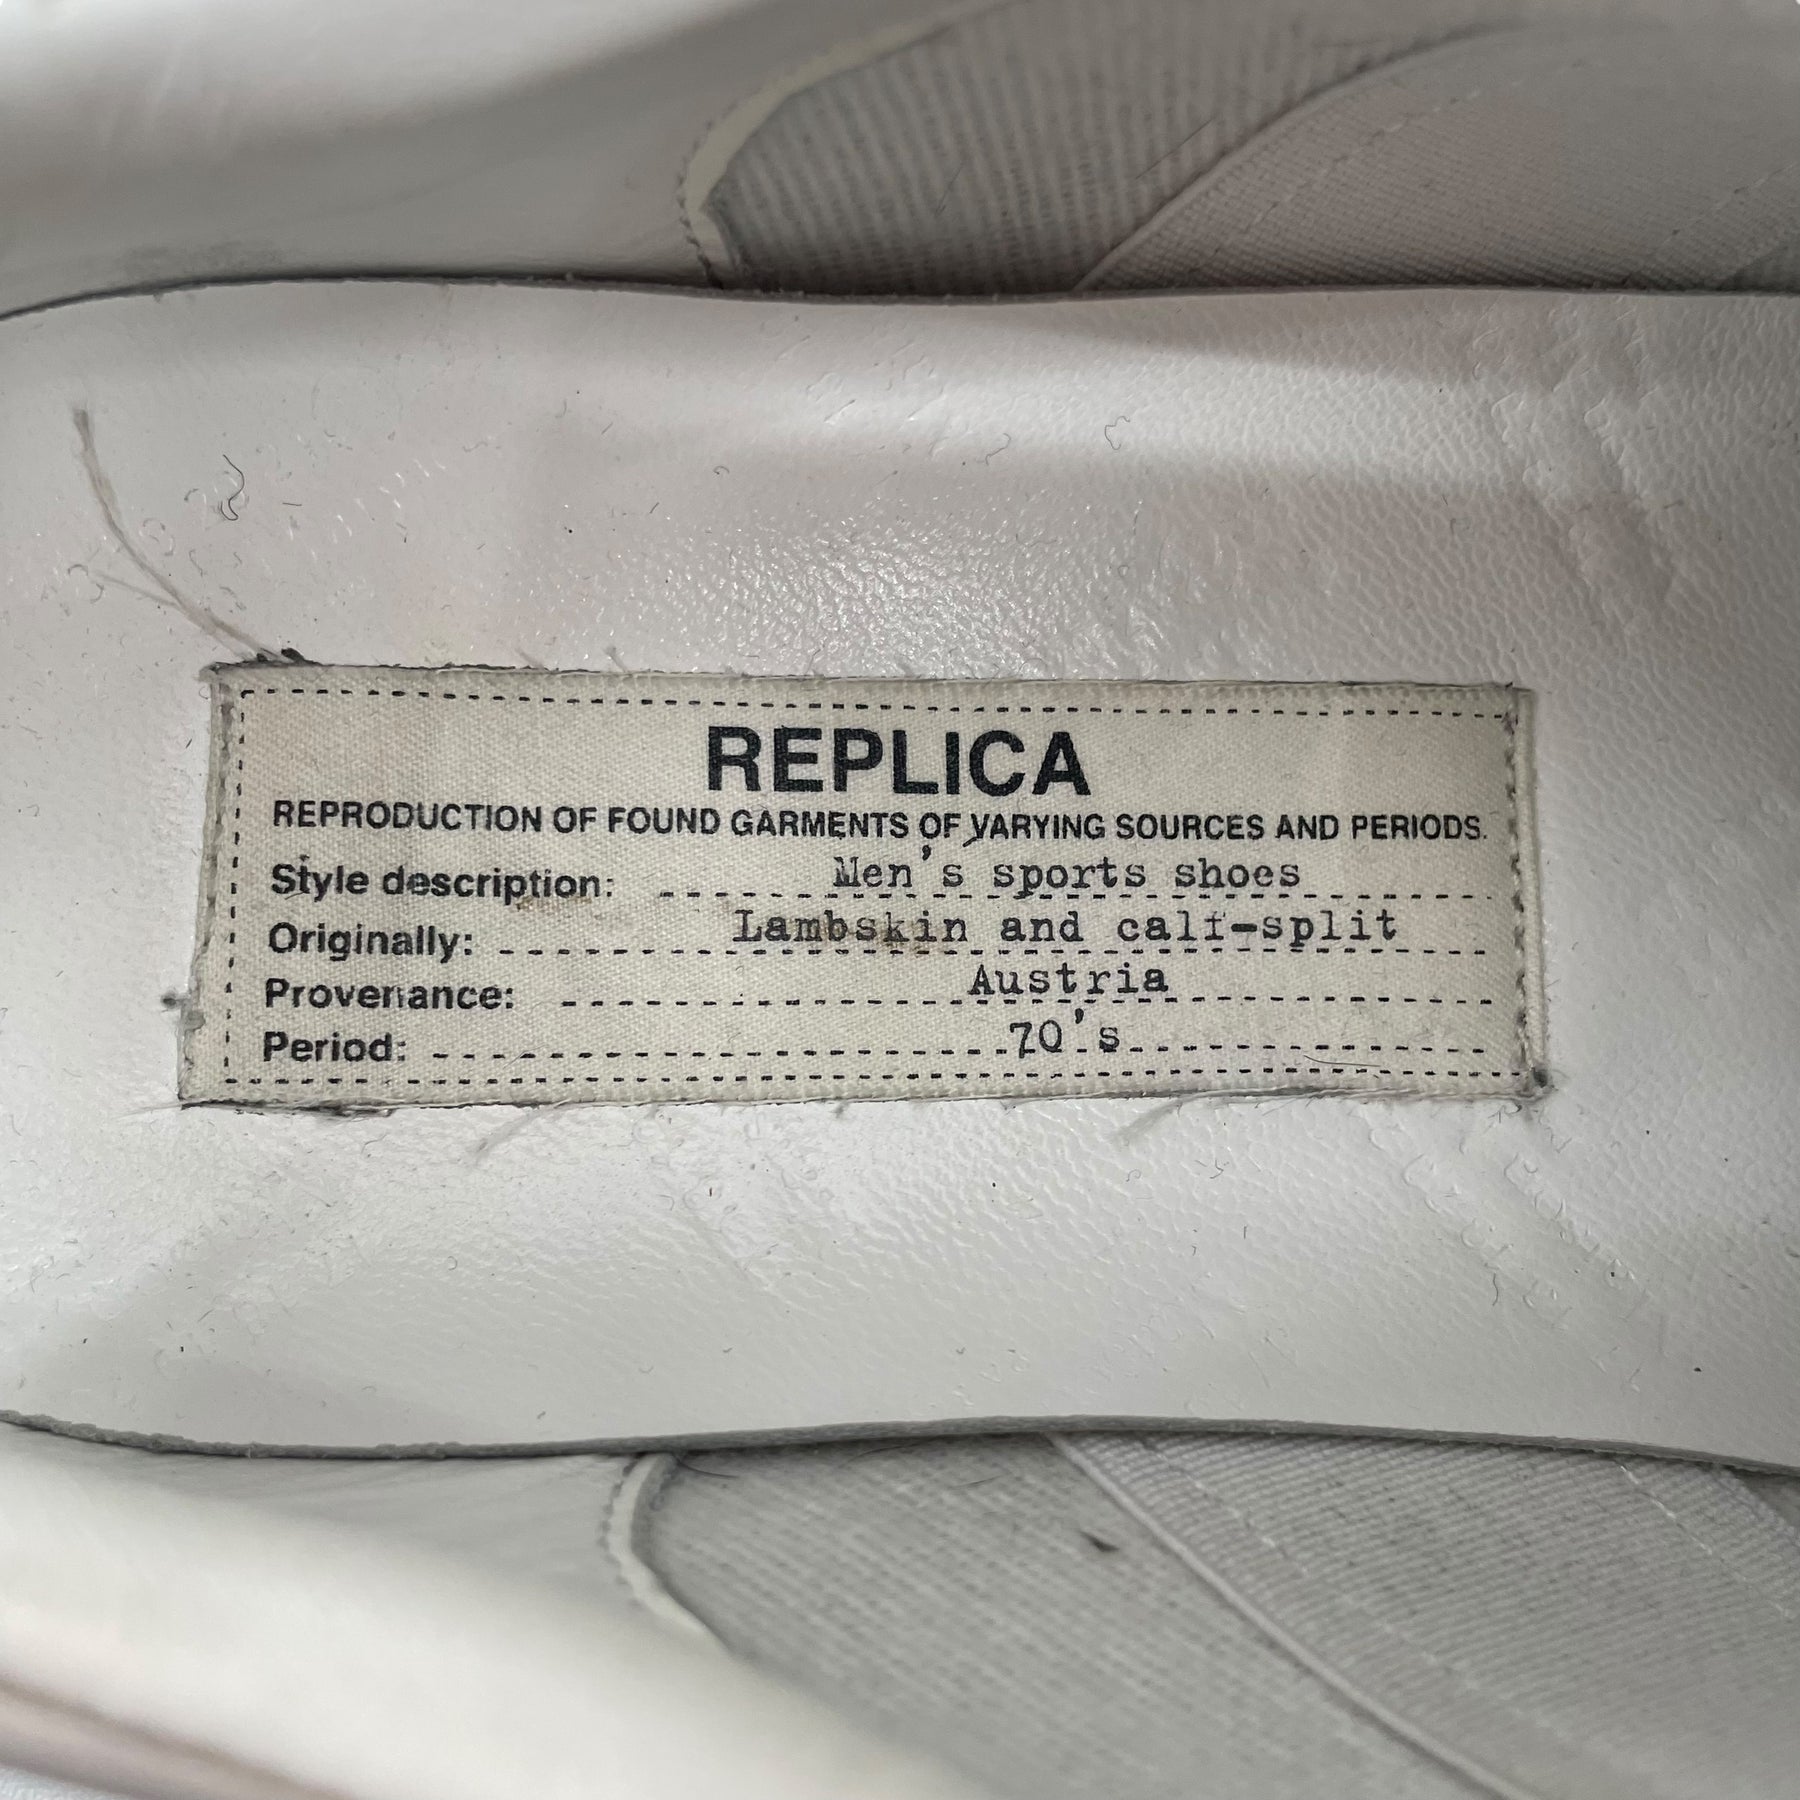 REPLICA
REPRODUCTION OF FOUND GARMENTS OF VARYING SOURCES AND PERIODS.
Style description: Men's sports shoes
Originally: Lambskin and calf-split
Provenance: Austria
Period: 70's